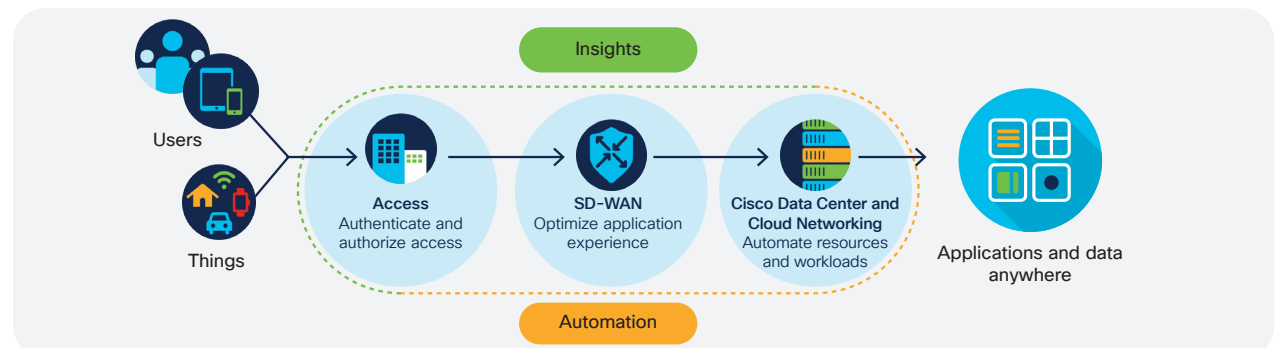 Insights
Users
Things
Access
Authenticate and
authorize access
SD-WAN
Optimize application
experience
Cisco Data Center and
Cloud Networking
Automate resources
and workloads
Applications and data
anywhere
Automation